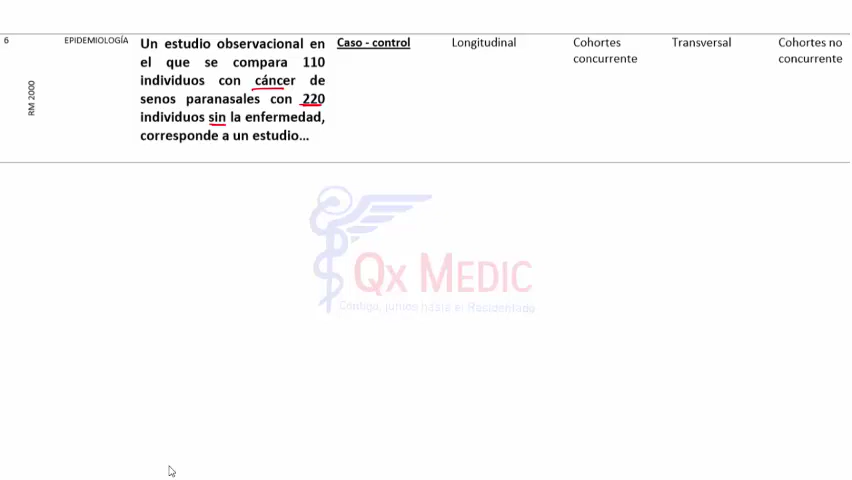 6
EPIDEMIOLOGÍA
RM 2000
Un estudio observacional en
el que se compara 110
individuos con cáncer de
senos paranasales con 220
individuos sin la enfermedad,
corresponde a un estudio...
Caso - control
Longitudinal
Cohortes
concurrente
Transversal
Cohortes no
concurrente
Qx MEDIC
Contigo, juntos hasta el Residentado